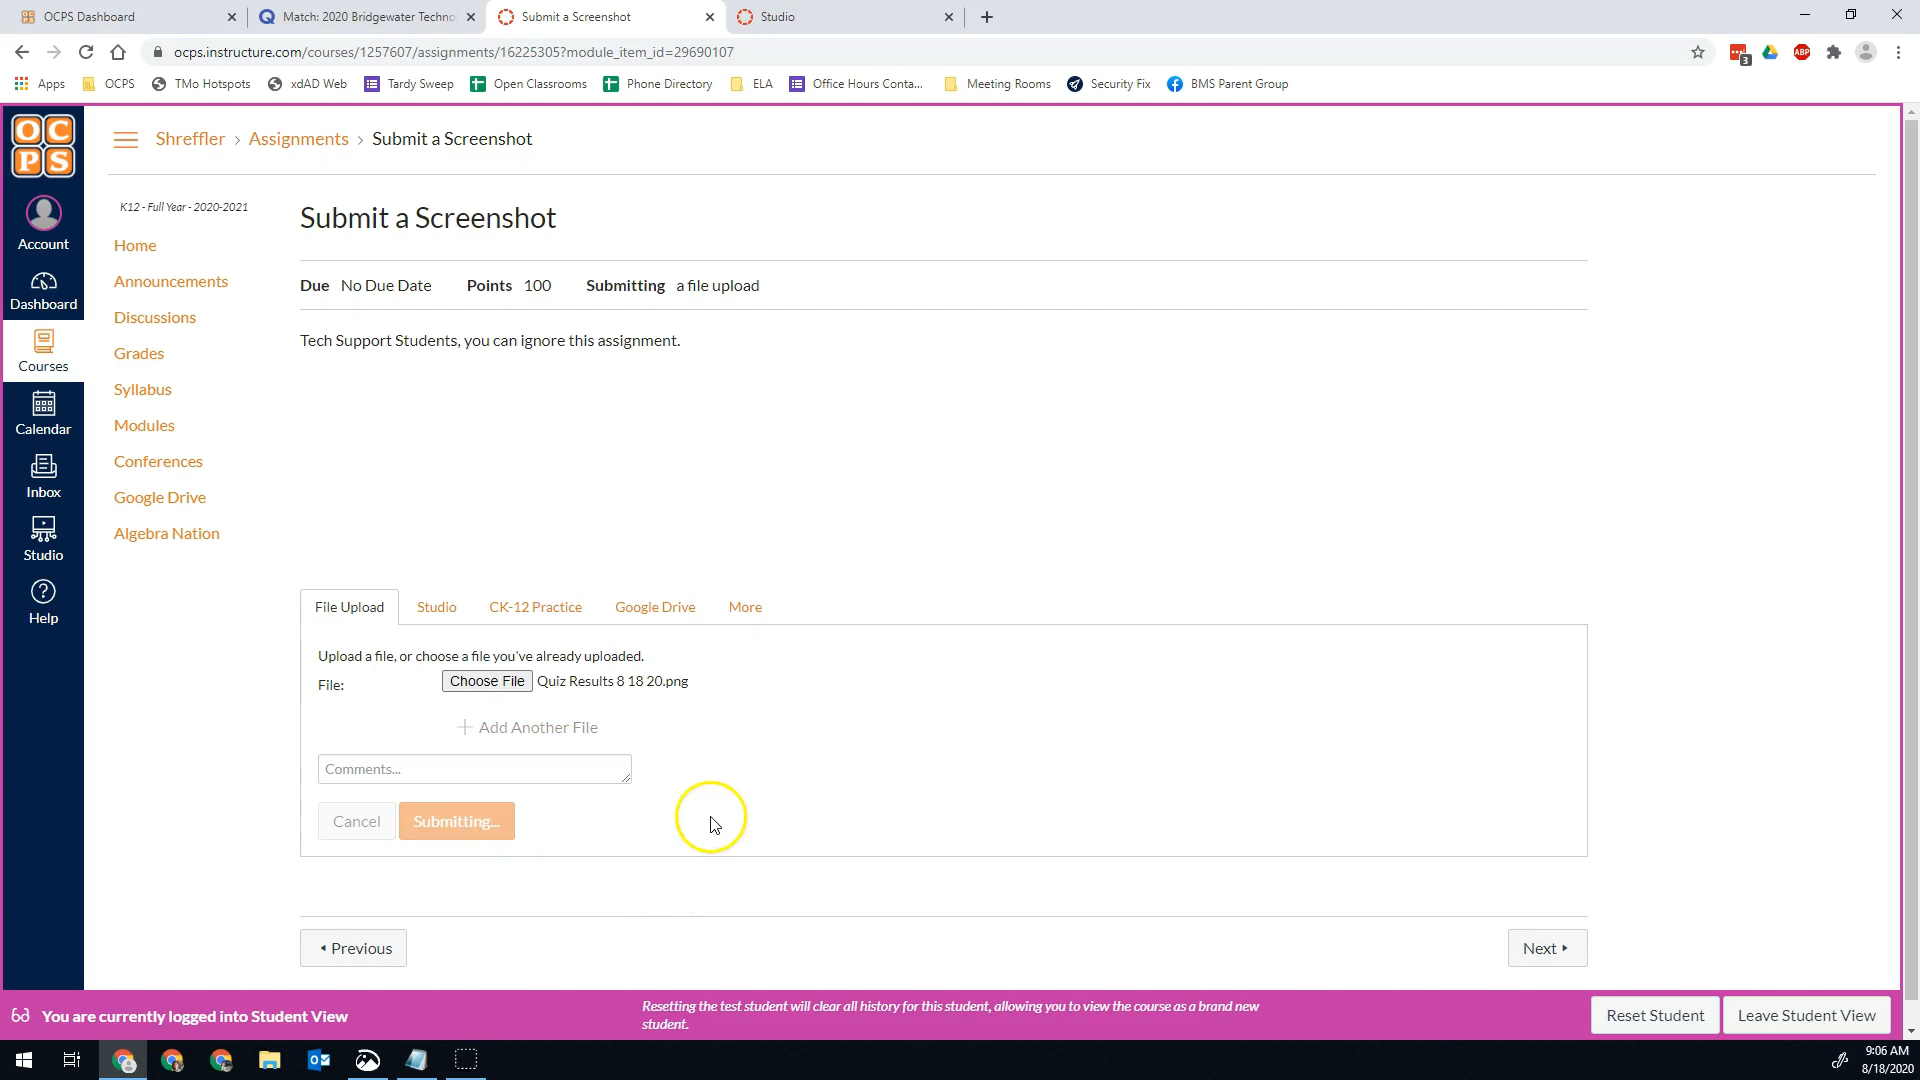 OCPS Dashboard
Match: 2020 Bridgewater Techno
Submit a Screenshot
Studio
ocps.instructure.com/courses/1257607/assignments/16225305?module_item_id=29690107
3
ABP
Apps
OCPS
TMo Hotspots
xdAD Web
Tardy Sweep
Open Classrooms
Phone Directory
ELA
Office Hours Conta...
Meeting Rooms
Security Fix
BMS Parent Group
OC
PS
Shreffler › Assignments › Submit a Screenshot
Account
Dashboard
Courses
Calendar
Inbox
Studio
Help
K12 - Full Year - 2020-2021
Home
Announcements
Discussions
Grades
Syllabus
Modules
Conferences
Google Drive
Algebra Nation
Submit a Screenshot
Due No Due Date Points 100 Submitting a file upload
Tech Support Students, you can ignore this assignment.
File Upload Studio CK-12 Practice Google Drive More
Upload a file, or choose a file you've already uploaded.
File: Choose File Quiz Results 8 18 20.png
+ Add Another File
Comments...
Cancel Submitting...
Previous
Next
You are currently logged into Student View
Resetting the test student will clear all history for this student, allowing you to view the course as a brand new
student.
Reset Student
Leave Student View
9:06 AM
8/18/2020